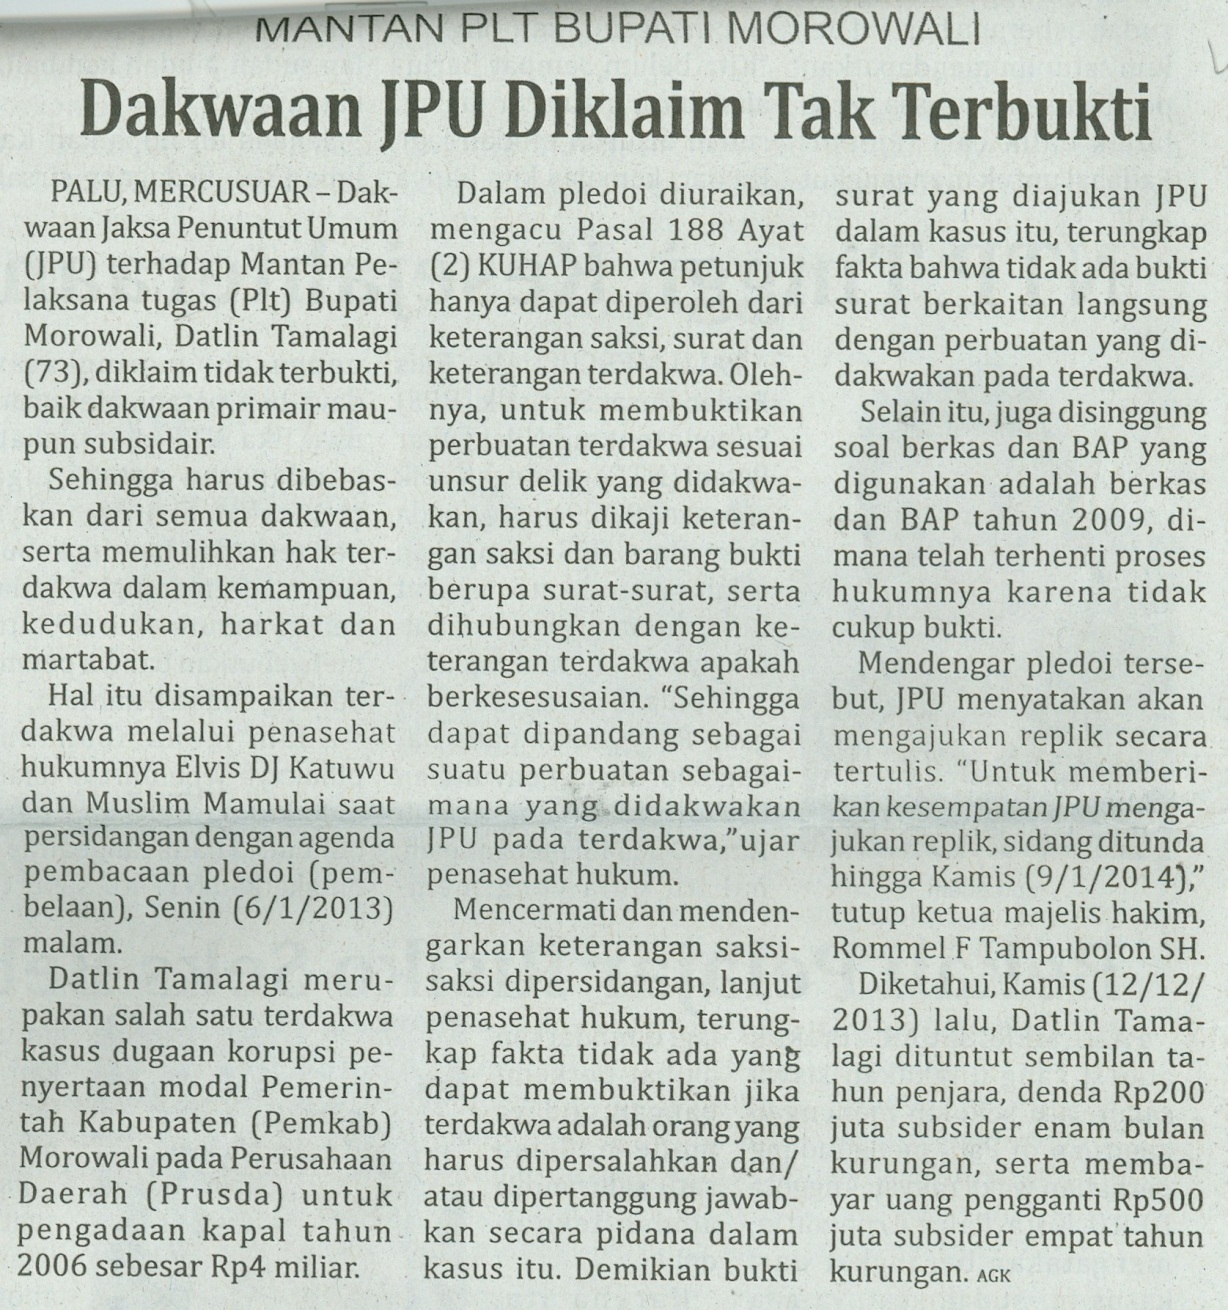 MANTAN PLT BUPATI MOROWALI
Dakwaan JPU Diklaim Tak Terbukti
PALU, MERCUSUAR – Dak-
waan Jaksa Penuntut Umum
(JPU) terhadap Mantan Pe-
laksana tugas (Plt) Bupati
Morowali, Datlin Tamalagi
(73), diklaim tidak terbukti,
baik dakwaan primair mau-
pun subsidair.
Sehingga harus dibebas-
kan dari semua dakwaan,
serta memulihkan hak ter-
dakwa dalam kemampuan,
kedudukan, harkat dan
martabat.
Hal itu disampaikan ter-
dakwa melalui penasehat
hukumnya Elvis DJ Katuwu
dan Muslim Mamulai saat
persidangan dengan agenda
pembacaan pledoi (pem-
belaan), Senin (6/1/2013)
malam.
Datlin Tamalagi meru-
pakan salah satu terdakwa
kasus dugaan korupsi pe-
nyertaan modal Pemerin-
tah Kabupaten (Pemkab)
Morowali pada Perusahaan
Daerah (Prusda) untuk
pengadaan kapal tahun
2006 sebesar Rp4 miliar.
Dalam pledoi diuraikan,
mengacu Pasal 188 Ayat
(2) KUHAP bahwa petunjuk
hanya dapat diperoleh dari
keterangan saksi, surat dan
keterangan terdakwa. Oleh-
nya, untuk membuktikan
perbuatan terdakwa sesuai
unsur delik yang didakwa-
kan, harus dikaji keteran-
gan saksi dan barang bukti
berupa surat-surat, serta
dihubungkan dengan ke-
terangan terdakwa apakah
berkesesusaian. “Sehingga
dapat dipandang sebagai
suatu perbuatan sebagai-
mana yang didakwakan
JPU pada terdakwa,”ujar
penasehat hukum.
Mencermati dan menden-
garkan keterangan saksi-
saksi dipersidangan, lanjut
penasehat hukum, terung-
kap fakta tidak ada yang
dapat membuktikan jika
terdakwa adalah orang yang
harus dipersalahkan dan/
atau dipertanggung jawab-
kan secara pidana dalam
kasus itu. Demikian bukti
surat yang diajukan JPU
dalam kasus itu, terungkap
fakta bahwa tidak ada bukti
surat berkaitan langsung
dengan perbuatan yang di-
dakwakan pada terdakwa.
Selain itu, juga disinggung
soal berkas dan BAP yang
digunakan adalah berkas
dan BAP tahun 2009, di-
mana telah terhenti proses
hukumnya karena tidak
cukup bukti.
Mendengar pledoi terse-
but, JPU menyatakan akan
mengajukan replik secara
tertulis. “Untuk memberi-
kan kesempatan JPU menga-
jukan replik, sidang ditunda
hingga Kamis (9/1/2014),”
tutup ketua majelis hakim,
Rommel F Tampubolon SH.
Diketahui, Kamis (12/12/
2013) lalu, Datlin Tama-
lagi dituntut sembilan ta-
hun penjara, denda Rp200
juta subsider enam bulan
kurungan, serta memba-
yar uang pengganti Rp500
juta subsider empat tahun
kurungan. AGK